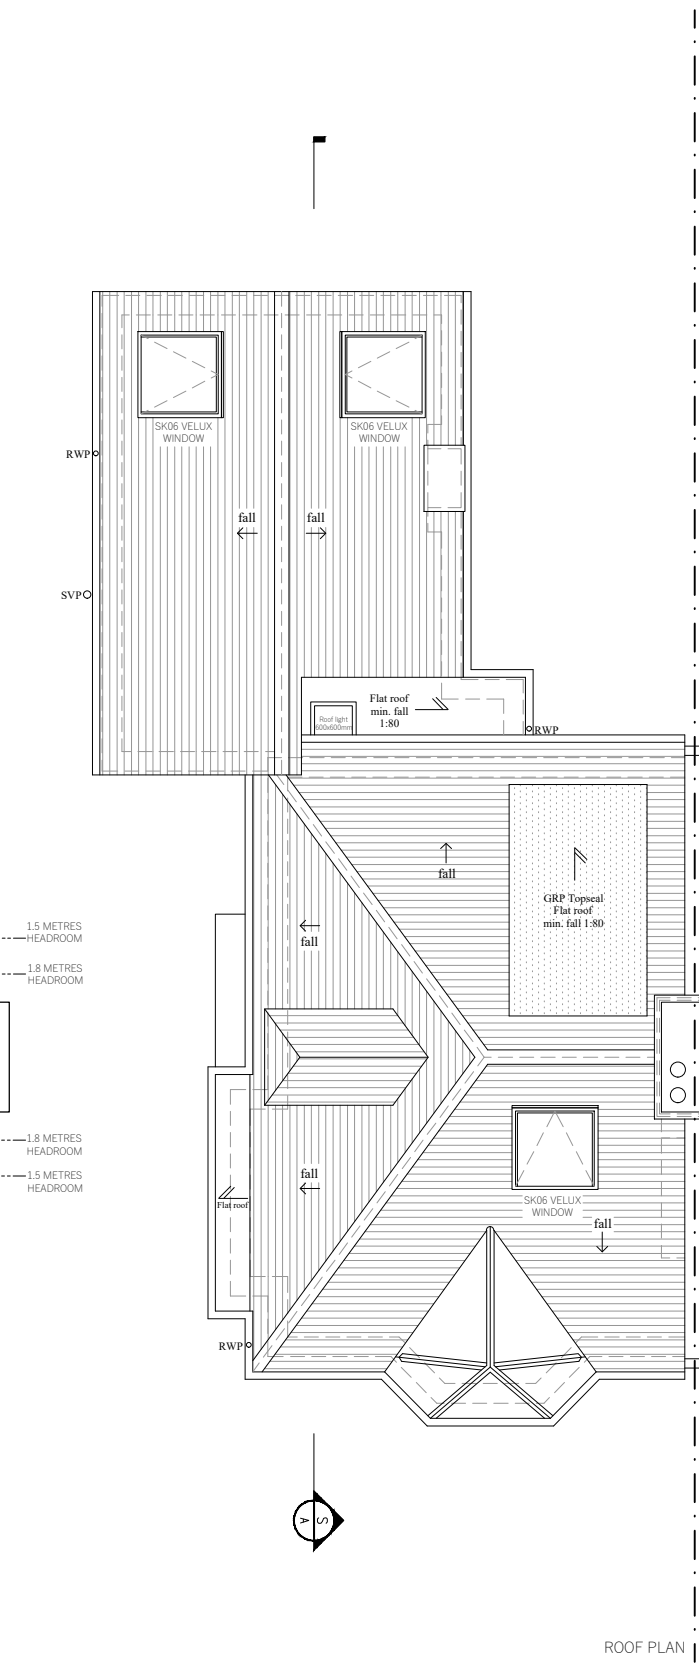 SK06 VELUX
WINDOW
SK06 VELUX
WINDOW
RWP
fall
fall
SVP
Flat roof
min. fall
1:80
Roof light
600x600mm
RWP
fall
GRP Topseal
Flat roof
min. fall 1:80
1.5 METRES
HEADROOM
fall
1.8 METRES
HEADROOM
1.8 METRES
HEADROOM
1.5 METRES
HEADROOM
fall
Flat roof
SK06 VELUX
WINDOW
fall
RWP
A
S
ROOF PLAN